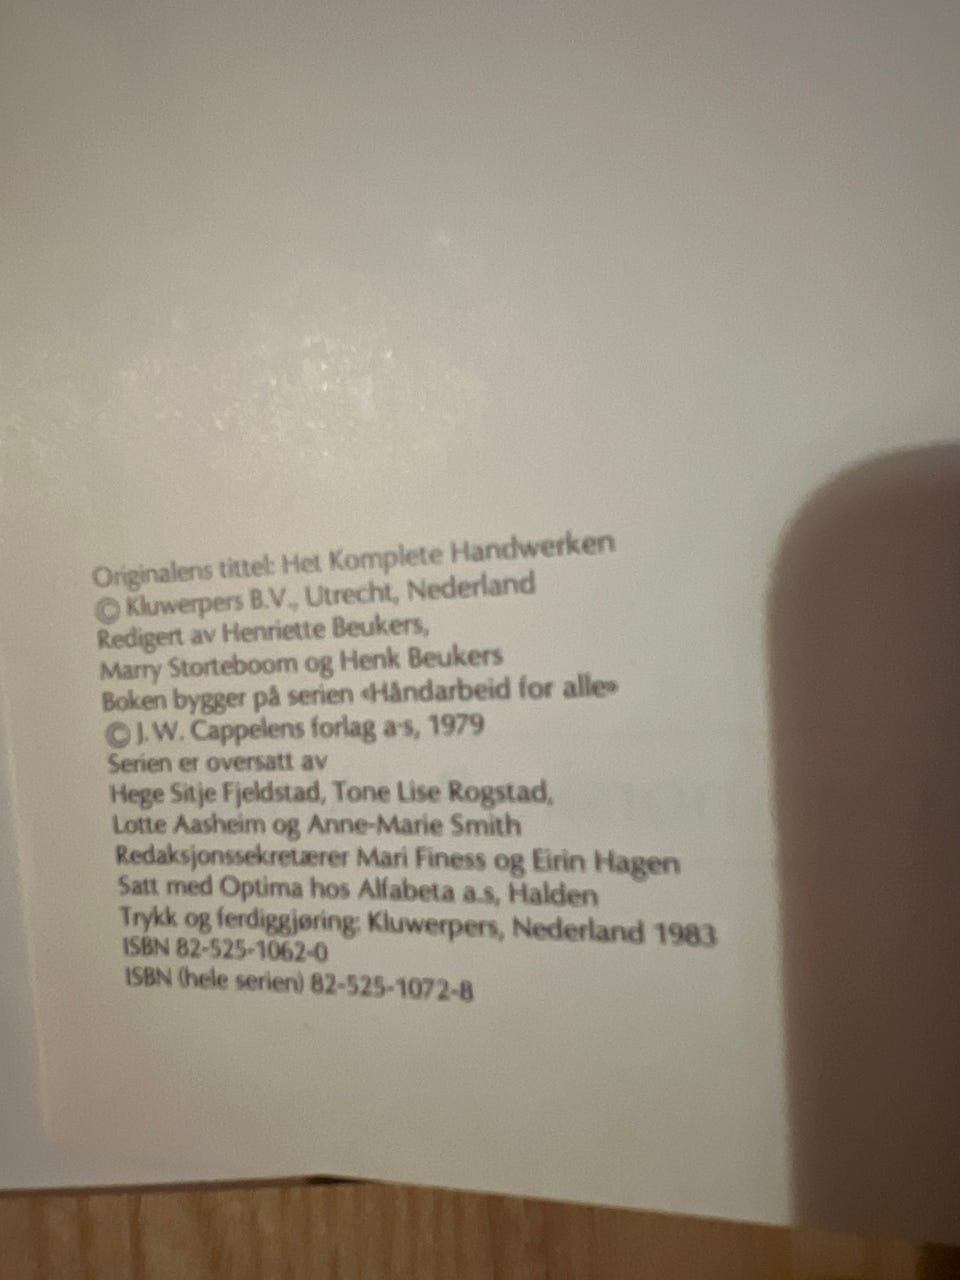 Originalens tittel: Het Komplete Handwerken
© Kluwerpers B.V., Utrecht, Nederland
Redigert av Henriette Beukers,
Marry Storteboom og Henk Beukers
Boken bygger på serien «Håndarbeid for alle»
© J.W. Cappelens forlag a·s, 1979
Serien er oversatt av
Hege Sitje Fjeldstad, Tone Lise Rogstad,
Lotte Aasheim og Anne-Marie Smith
Redaksjonssekretærer Mari Finess og Eirin Hagen
Satt med Optima hos Alfabeta a.s, Halden
Trykk og ferdiggjøring: Kluwerpers, Nederland 1983
ISBN 82-525-1062-0
ISBN (hele serien) 82-525-1072-8